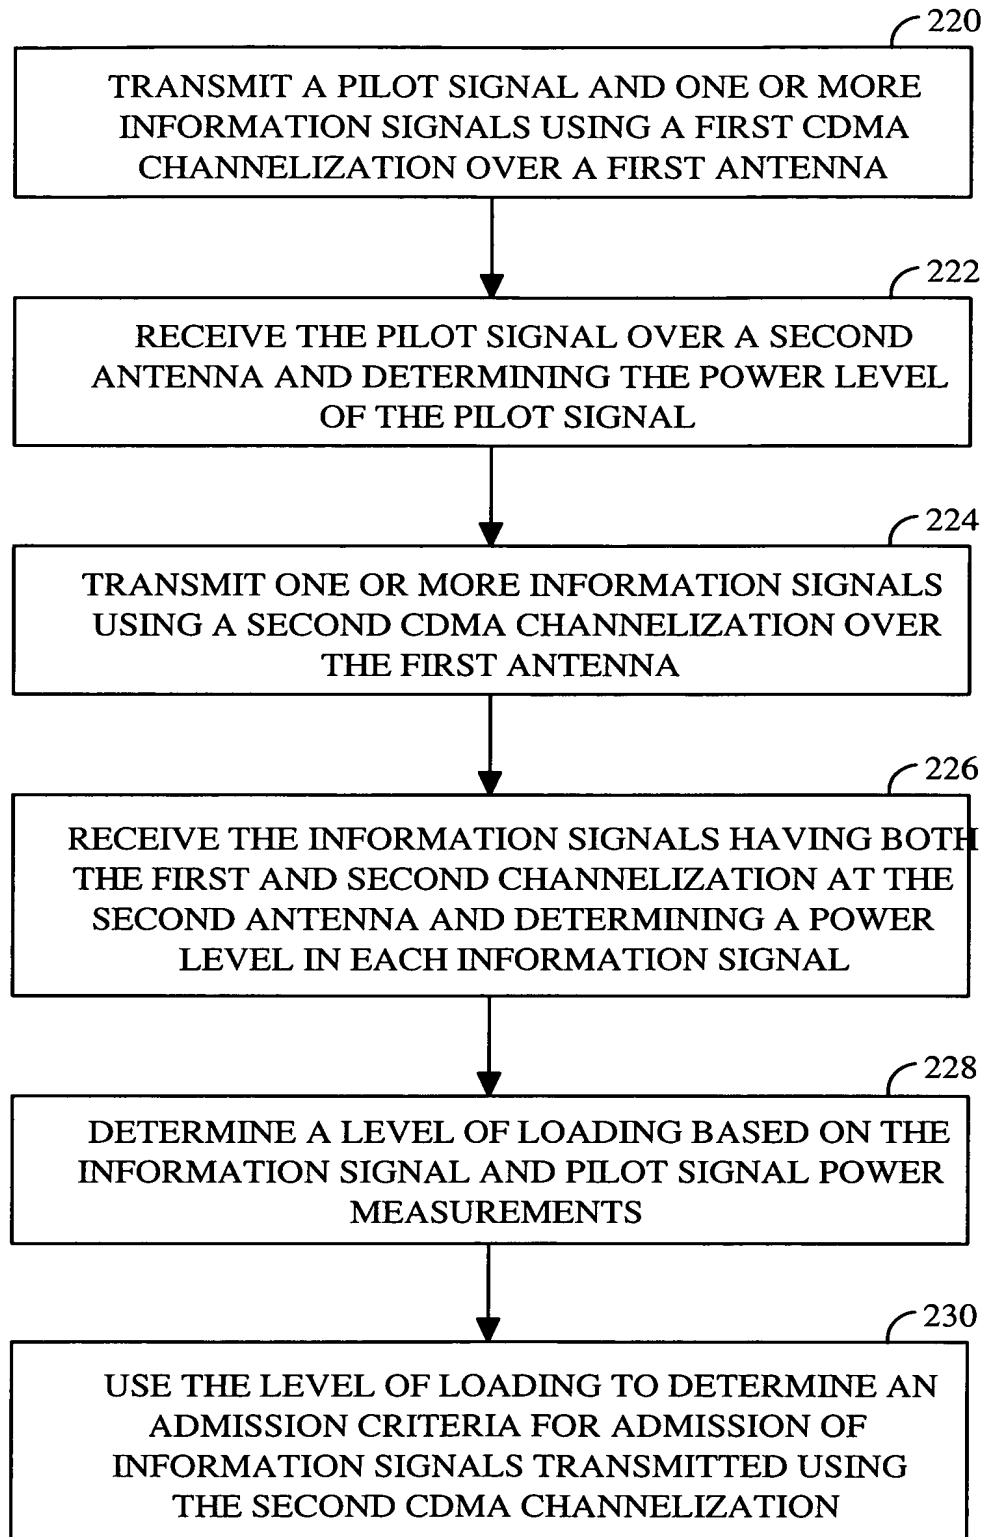 220
TRANSMIT A PILOT SIGNAL AND ONE OR MORE
INFORMATION SIGNALS USING A FIRST CDMA
CHANNELIZATION OVER A FIRST ANTENNA
222
RECEIVE THE PILOT SIGNAL OVER A SECOND
ANTENNA AND DETERMINING THE POWER LEVEL
OF THE PILOT SIGNAL
224
TRANSMIT ONE OR MORE INFORMATION SIGNALS
USING A SECOND CDMA CHANNELIZATION OVER
THE FIRST ANTENNA
226
RECEIVE THE INFORMATION SIGNALS HAVING BOTH
THE FIRST AND SECOND CHANNELIZATION AT THE
SECOND ANTENNA AND DETERMINING A POWER
LEVEL IN EACH INFORMATION SIGNAL
228
DETERMINE A LEVEL OF LOADING BASED ON THE
INFORMATION SIGNAL AND PILOT SIGNAL POWER
MEASUREMENTS
230
USE THE LEVEL OF LOADING TO DETERMINE AN
ADMISSION CRITERIA FOR ADMISSION OF
INFORMATION SIGNALS TRANSMITTED USING
THE SECOND CDMA CHANNELIZATION